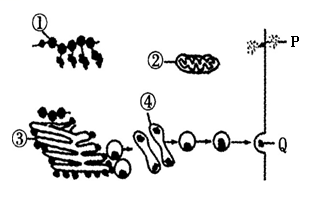 ①
P
②
④
③
Q